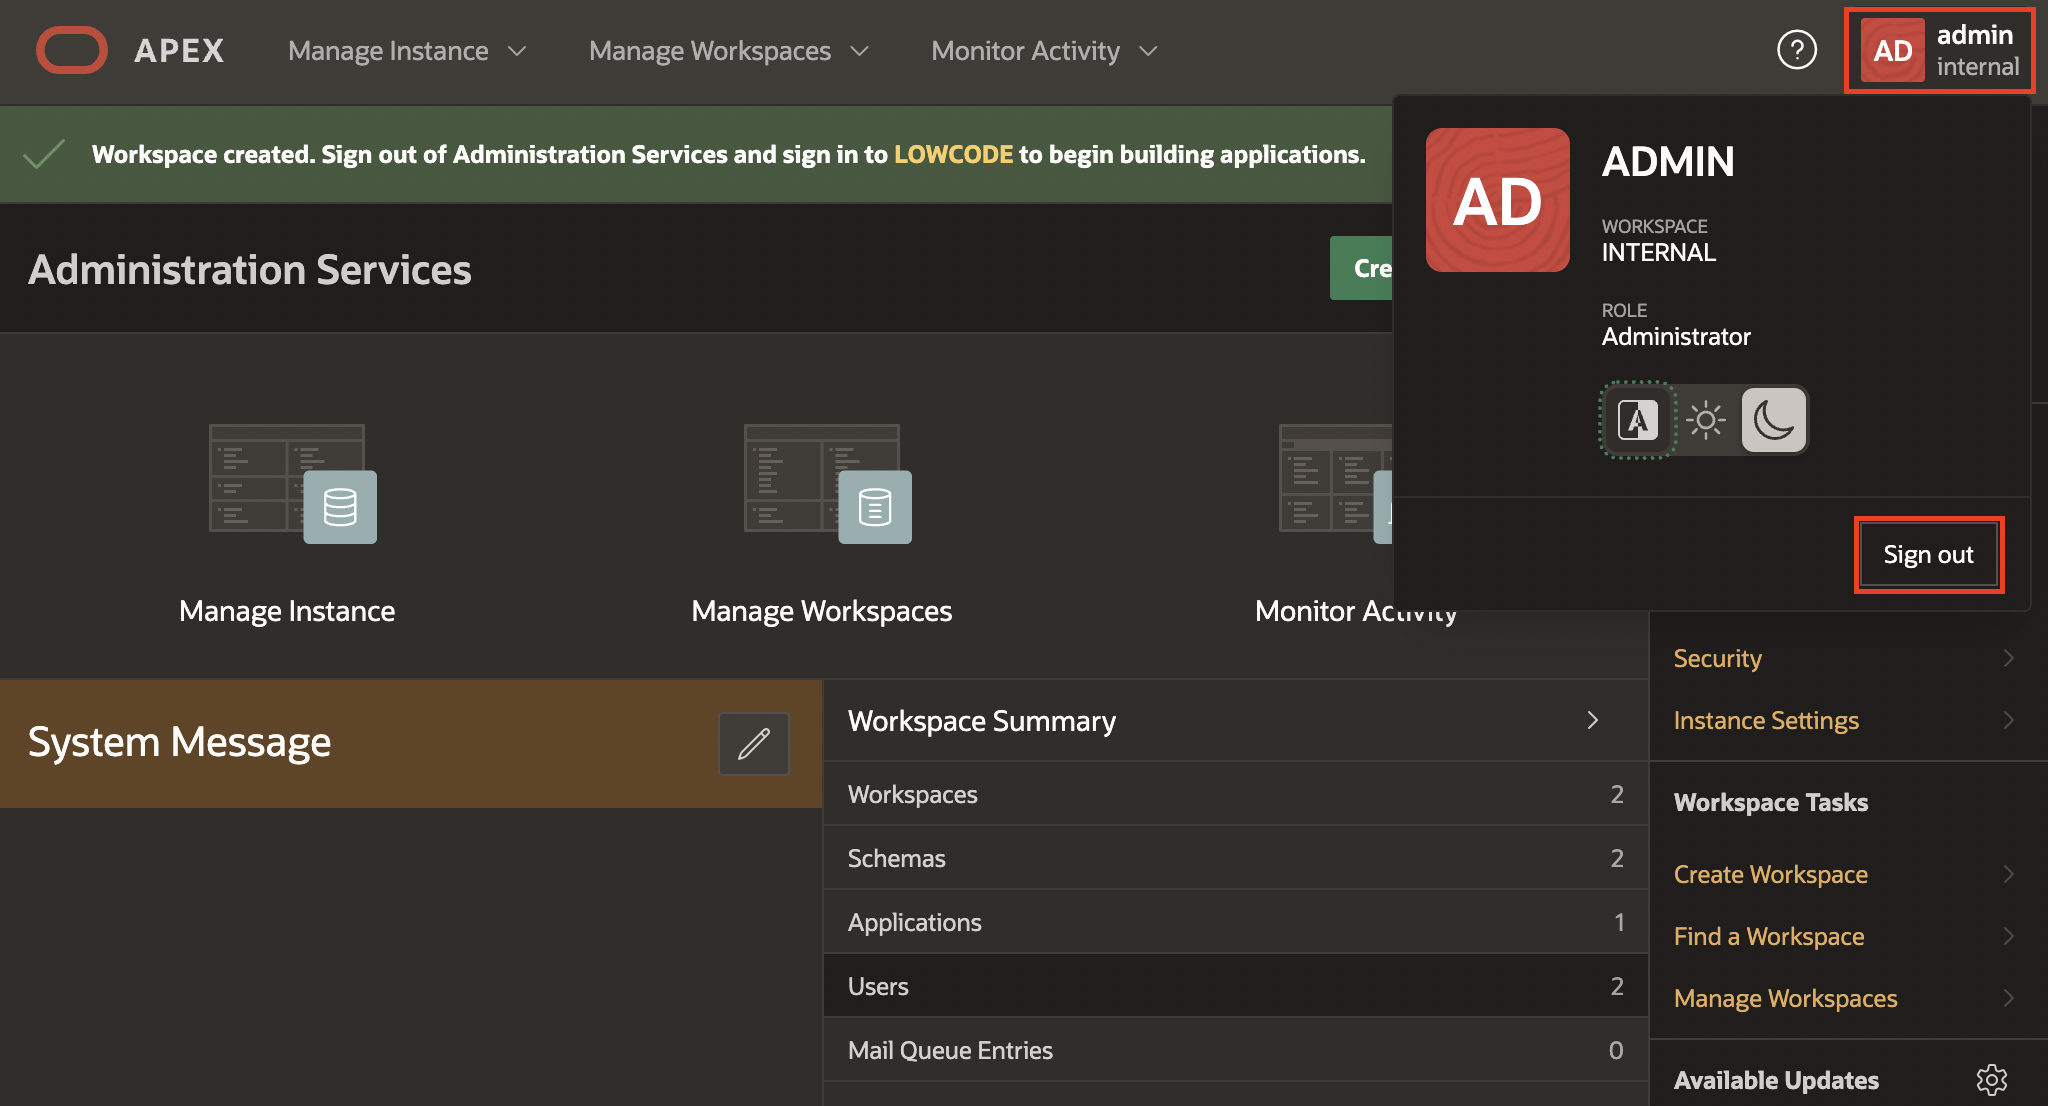 APEX Manage Instance Manage Workspaces Monitor Activity ? AD admin
internal
Workspace created. Sign out of Administration Services and sign in to LOWCODE to begin building applications.
AD
ADMIN
WORKSPACE
INTERNAL
ROLE
Administrator
A
Sign out
Administration Services
Cre
Manage Instance
Manage Workspaces
Monitor Activity
System Message
Workspace Summary
Workspaces 2
Schemas 2
Applications 1
Users 2
Mail Queue Entries 0
Security
Instance Settings
Workspace Tasks
Create Workspace
Find a Workspace
Manage Workspaces
Available Updates